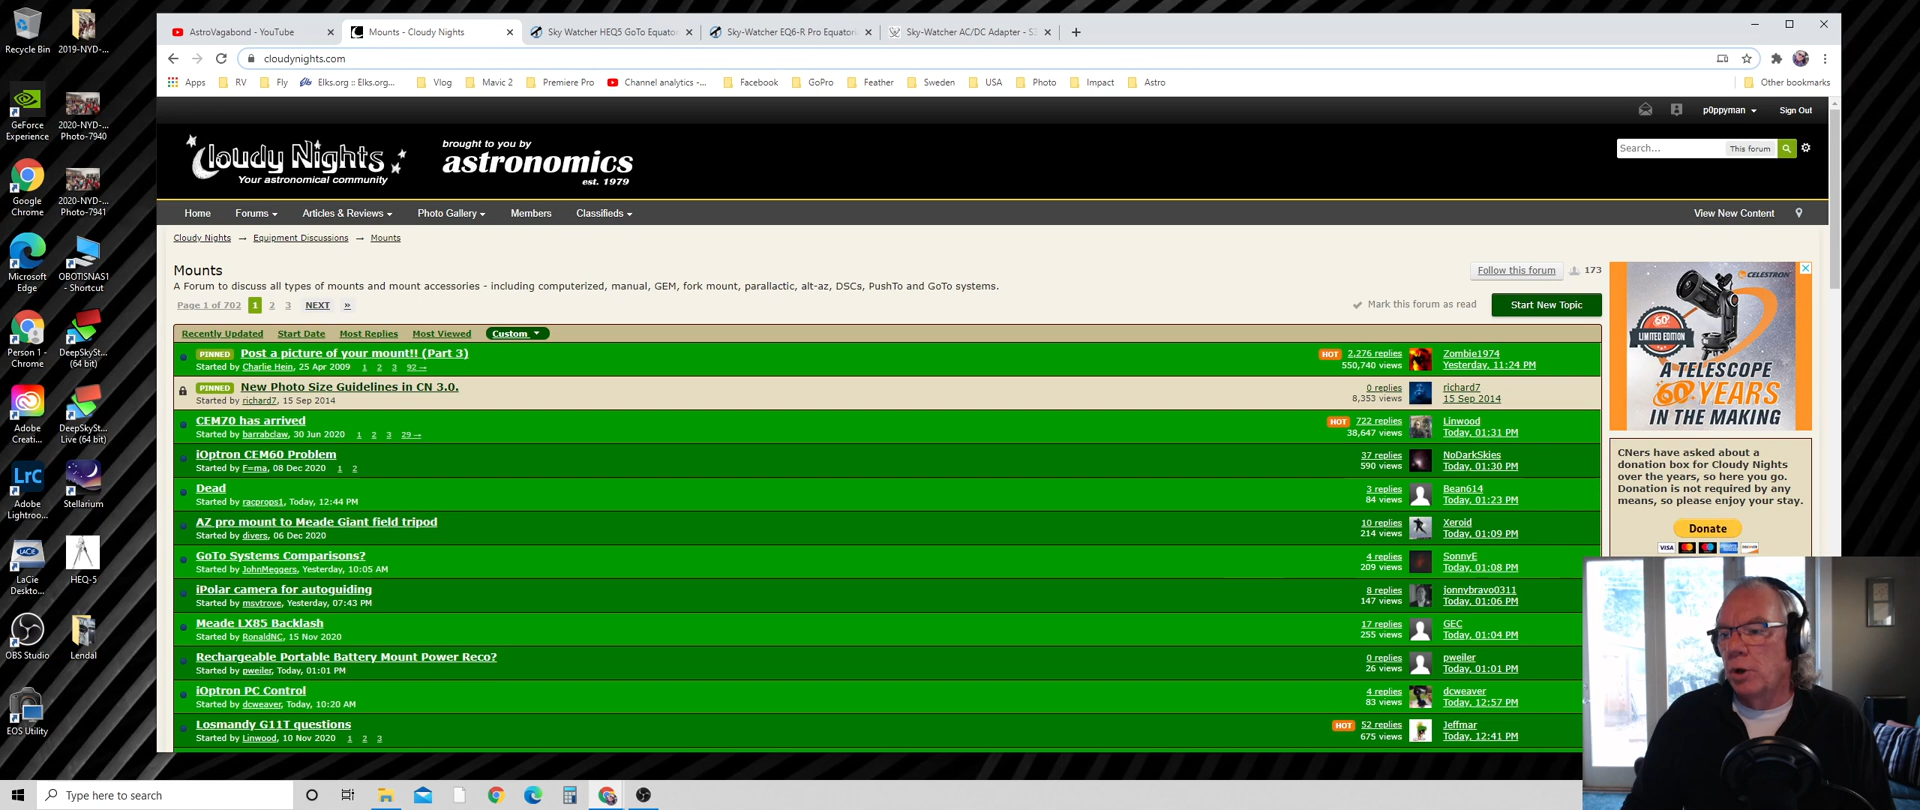 Recycle Bin
2019-NYD-...
GeForce
Experience
2020-NYD-...
Photo-7940
Google
Chrome
2020-NYD-...
Photo-7941
Microsoft
Edge
OBOTISNAS1
- Shortcut
Person 1 -
Chrome
DeepSkySt...
(64 bit)
Adobe
Creati...
DeepSkySt...
Live (64 bit)
Lrc
Adobe
Lightroo...
Stellarium
LaCie
Deskto...
HEQ-5
OBS Studio
Lendal
EOS Utility
AstroVagabond - YouTube
Mounts - Cloudy Nights
Sky Watcher HEQ5 GoTo Equator
Sky-Watcher EQ6-R Pro Equator
Sky-Watcher AC/DC Adapter - S
cloudynights.com
Apps
RV
Fly
Elks.org :: Elks.org...
Vlog
Mavic 2
Premiere Pro
Channel analytics -...
Facebook
GoPro
Feather
Sweden
USA
Photo
Impact
Astro
Other bookmarks
p0ppyman
Sign Out
Cloudy Nights
Your astronomical community
brought to you by
astronomics
est. 1979
Search...
This forum
Home
Forums
Articles & Reviews
Photo Gallery
Members
Classifieds
View New Content
Cloudy Nights → Equipment Discussions → Mounts
Mounts
Follow this forum
173
A Forum to discuss all types of mounts and mount accessories - including computerized, manual, GEM, fork mount, parallactic, alt-az, DSCs, PushTo and GoTo systems.
Page 1 of 702 1 2 3 NEXT »
Mark this forum as read
Start New Topic
Recently Updated
Start Date
Most Replies
Most Viewed
Custom
PINNED Post a picture of your mount!! (Part 3)
Started by Charlie Hein, 25 Apr 2009 1 2 3 92 →
HOT 2,276 replies
550,740 views
Zombie1974
Yesterday, 11:24 PM
PINNED New Photo Size Guidelines in CN 3.0.
Started by richard7, 15 Sep 2014
0 replies
8,353 views
richard7
15 Sep 2014
CEM70 has arrived
Started by barrabclaw, 30 Jun 2020 1 2 3 29 →
HOT 722 replies
38,647 views
Linwood
Today, 01:31 PM
iOptron CEM60 Problem
Started by F=ma, 08 Dec 2020 1 2
37 replies
590 views
NoDarkSkies
Today, 01:30 PM
Dead
Started by racprops1, Today, 12:44 PM
3 replies
84 views
Bean614
Today, 01:23 PM
AZ pro mount to Meade Giant field tripod
Started by divers, 06 Dec 2020
10 replies
214 views
Xeroid
Today, 01:09 PM
GoTo Systems Comparisons?
Started by JohnMeggers, Yesterday, 10:05 AM
4 replies
209 views
SonnyE
Today, 01:08 PM
iPolar camera for autoguiding
Started by msvtrove, Yesterday, 07:43 PM
8 replies
147 views
jonnybravo0311
Today, 01:06 PM
Meade LX85 Backlash
Started by RonaldNC, 15 Nov 2020
17 replies
255 views
GEC
Today, 01:04 PM
Rechargeable Portable Battery Mount Power Reco?
Started by pweiler, Today, 01:01 PM
0 replies
26 views
pweiler
Today, 01:01 PM
iOptron PC Control
Started by dcweaver, Today, 10:20 AM
4 replies
83 views
dcweaver
Today, 12:57 PM
Losmandy G11T questions
Started by Linwood, 10 Nov 2020 1 2 3
HOT 52 replies
675 views
Jeffmar
Today, 12:41 PM
CELESTRON
60
LIMITED EDITION
A TELESCOPE
60 YEARS
IN THE MAKING
CNers have asked about a
donation box for Cloudy Nights
over the years, so here you go.
Donation is not required by any
means, so please enjoy your stay.
Donate
VISA
Type here to search